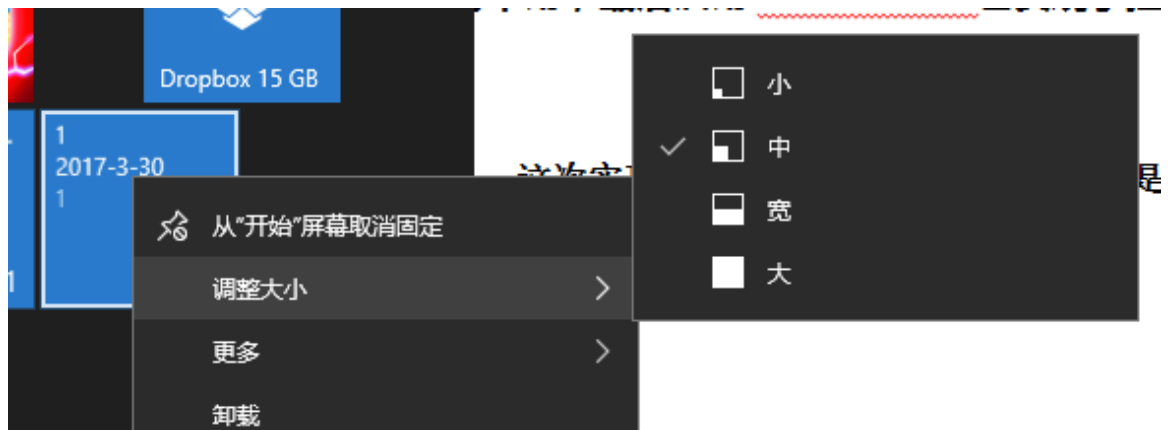 Dropbox 15 GB
1
2017-3-30
1
从"开始"屏幕取消固定
调整大小
更多
卸载
小
中
宽
大